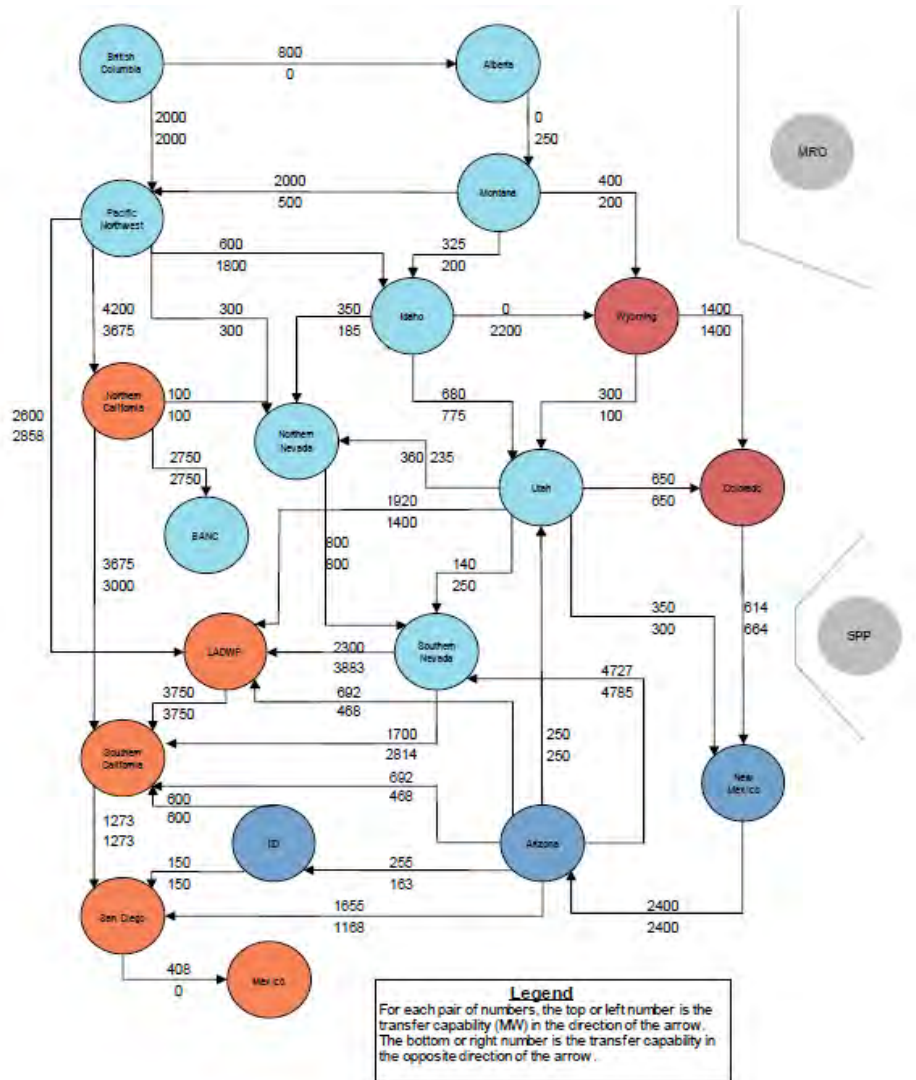 British
Columbia
800
0
Alberta
2000
2000
0
250
MRO
Pacific
Northwest
2000
500
Montana
400
200
600
1800
325
200
4200
3675
300
300
350
185
Idaho
0
2200
Wyoming
1400
1400
Northern
California
100
100
2600
2858
Northern
Nevada
680
775
300
100
2750
2750
360
235
Utah
650
650
Colorado
BANC
1920
1400
3675
3000
800
800
140
250
350
300
614
664
SPP
LADWP
2300
3883
Southern
Nevada
4727
4785
3750
3750
692
468
Southern
California
1700
2814
250
250
New
Mexico
692
468
600
600
1273
1273
IID
Arizona
150
150
255
163
San Diego
1655
1168
2400
2400
408
0
Mexico
Legend
For each pair of numbers, the top or left number is the
transfer capability (MW) in the direction of the arrow.
The bottom or right number is the transfer capability in
the opposite direction of the arrow.